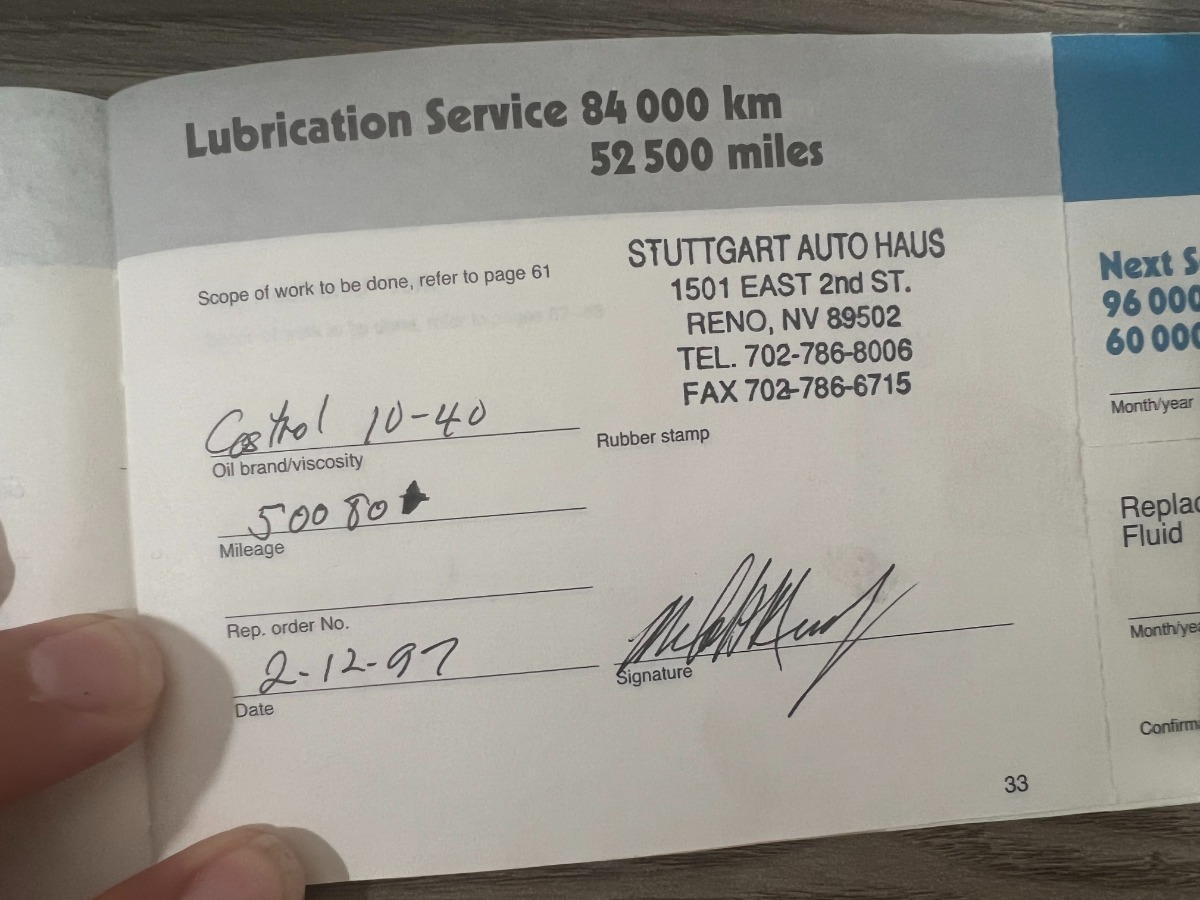 Lubrication Service 84 000 km
52 500 miles
Scope of work to be done, refer to page 61
STUTTGART AUTO HAUS
1501 EAST 2nd ST.
RENO, NV 89502
TEL. 702-786-8006
FAX 702-786-6715
Rubber stamp
Castrol 10-40
Oil brand/viscosity
50080
Mileage
Rep. order No.
2-12-97
Date
Signature
33
Next S
96 000
60 000
Month/year
Replac
Fluid
Month/yea
Confirma